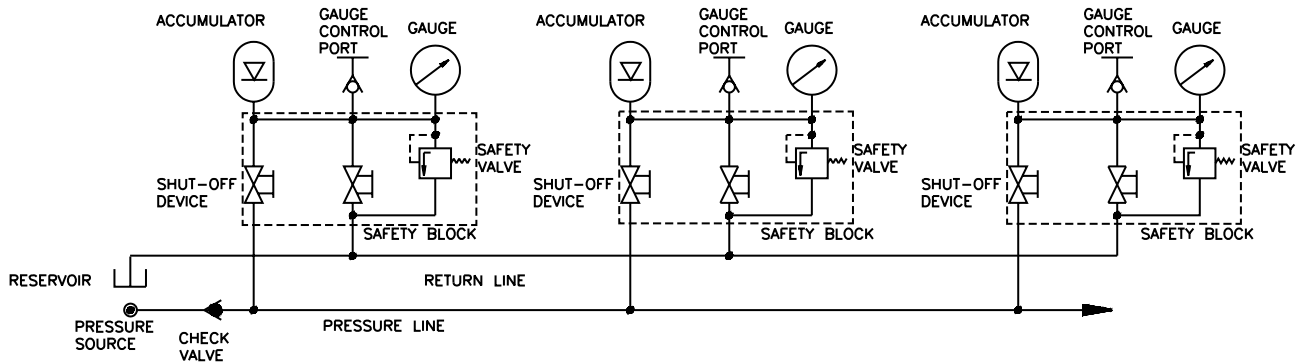 ACCUMULATOR
GAUGE
CONTROL
PORT
GAUGE
SAFETY
VALVE
SHUT-OFF
DEVICE
SAFETY BLOCK
ACCUMULATOR
GAUGE
CONTROL
PORT
GAUGE
SAFETY
VALVE
SHUT-OFF
DEVICE
SAFETY BLOCK
ACCUMULATOR
GAUGE
CONTROL
PORT
GAUGE
SAFETY
VALVE
SHUT-OFF
DEVICE
SAFETY BLOCK
RESERVOIR
RETURN LINE
PRESSURE
SOURCE
CHECK
VALVE
PRESSURE LINE